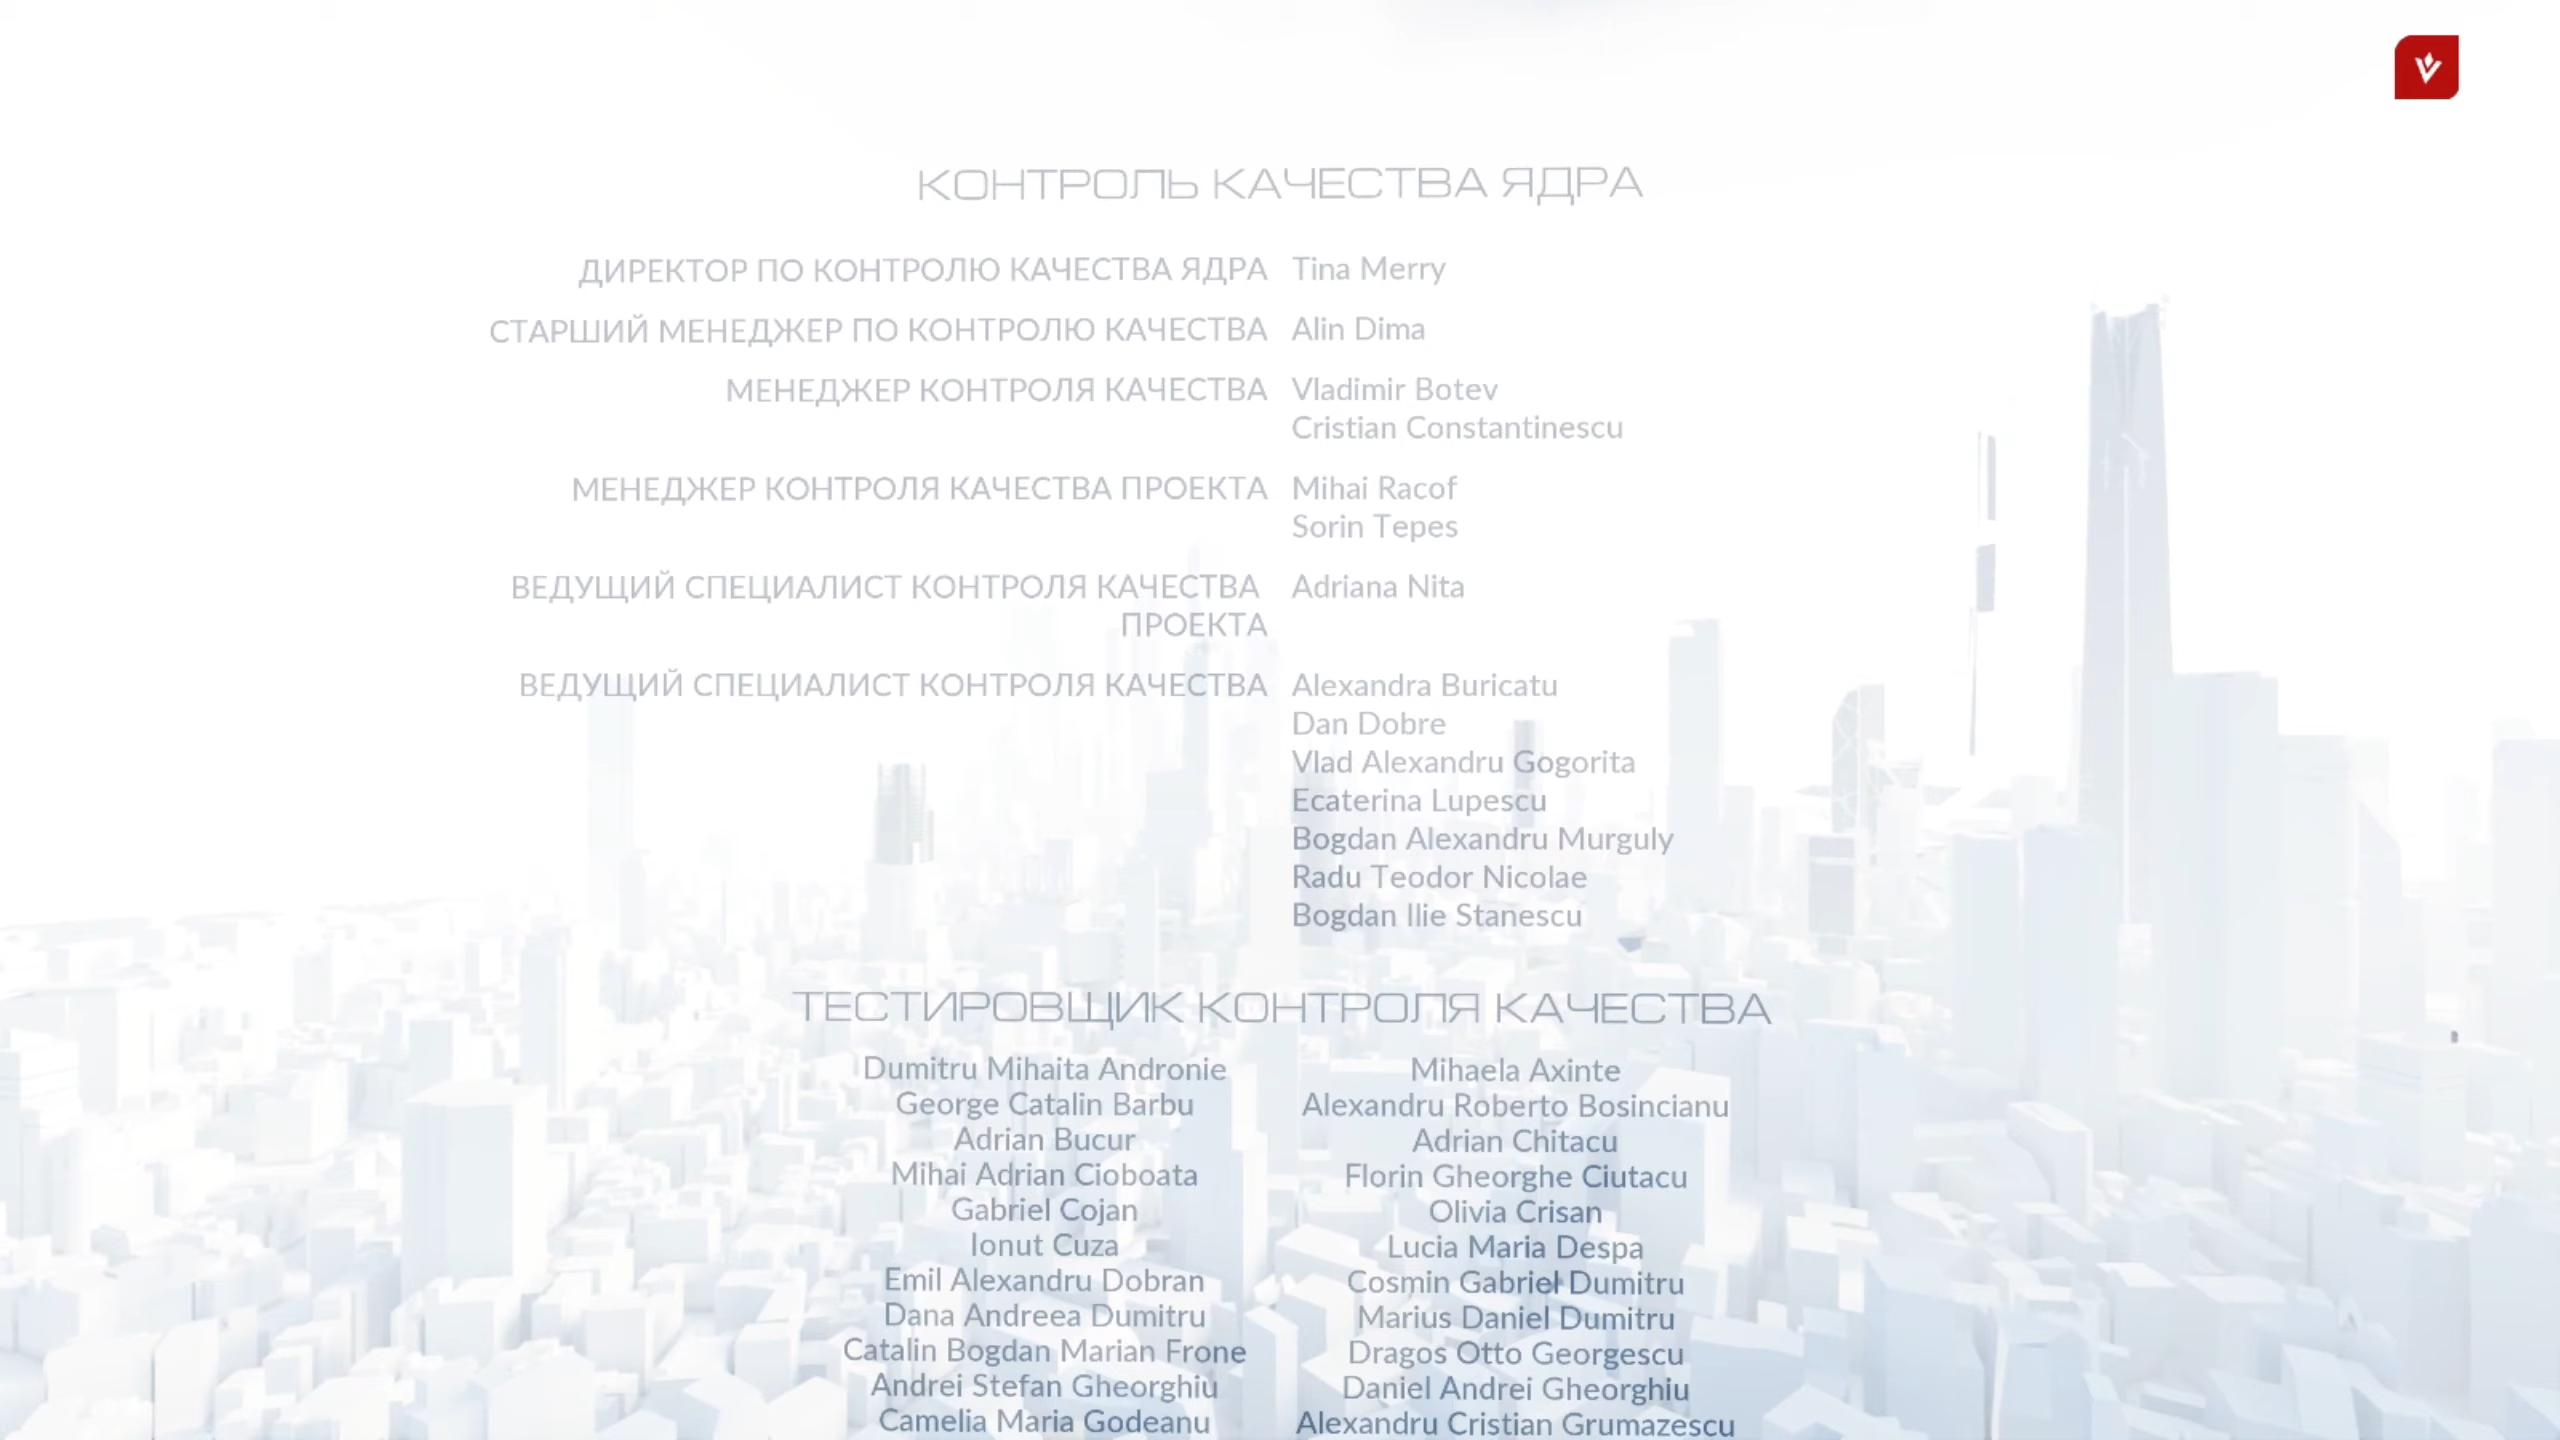 КОНТРОЛЬ КАЧЕСТВА ЯДРА
ДИРЕКТОР ПО КОНТРОЛЮ КАЧЕСТВА ЯДРА Tina Merry
СТАРШИЙ МЕНЕДЖЕР ПО КОНТРОЛЮ КАЧЕСТВА Alin Dima
МЕНЕДЖЕР КОНТРОЛЯ КАЧЕСТВА Vladimir Botev
Cristian Constantinescu
МЕНЕДЖЕР КОНТРОЛЯ КАЧЕСТВА ПРОЕКТА Mihai Racof
Sorin Tepes
ВЕДУЩИЙ СПЕЦИАЛИСТ КОНТРОЛЯ КАЧЕСТВА Adriana Nita
ПРОЕКТА
ВЕДУЩИЙ СПЕЦИАЛИСТ КОНТРОЛЯ КАЧЕСТВА Alexandra Buricatu
Dan Dobre
Vlad Alexandru Gogorita
Ecaterina Lupescu
Bogdan Alexandru Murguly
Radu Teodor Nicolae
Bogdan Ilie Stanescu
ТЕСТИРОВЩИК КОНТРОЛЯ КАЧЕСТВА
Dumitru Mihaita Andronie Mihaela Axinte
George Catalin Barbu Alexandru Roberto Bosincianu
Adrian Bucur Adrian Chitacu
Mihai Adrian Cioboata Florin Gheorghe Ciutacu
Gabriel Cojan Olivia Crisan
Ionut Cuza Lucia Maria Despa
Emil Alexandru Dobran Cosmin Gabriel Dumitru
Dana Andreea Dumitru Marius Daniel Dumitru
Catalin Bogdan Marian Frone Dragos Otto Georgescu
Andrei Stefan Gheorghiu Daniel Andrei Gheorghiu
Camelia Maria Godeanu Alexandru Cristian Grumazescu